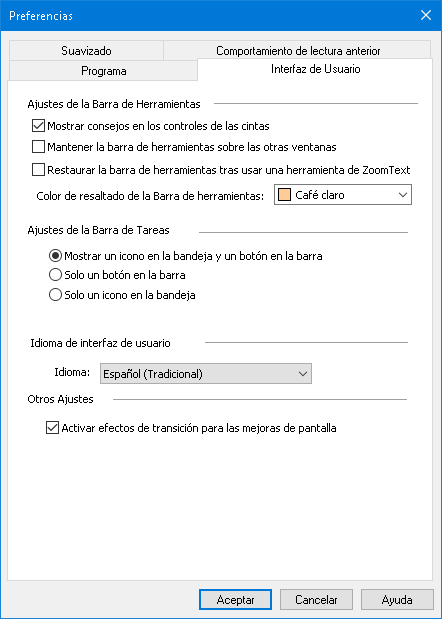 Preferencias
Suavizado
Comportamiento de lectura anterior
Programa
Interfaz de Usuario
Ajustes de la Barra de Herramientas
Mostrar consejos en los controles de las cintas
Mantener la barra de herramientas sobre las otras ventanas
Restaurar la barra de herramientas tras usar una herramienta de ZoomText
Color de resaltado de la Barra de herramientas: Café claro
Ajustes de la Barra de Tareas
Mostrar un icono en la bandeja y un botón en la barra
Solo un botón en la barra
Solo un icono en la bandeja
Idioma de interfaz de usuario
Idioma: Español (Tradicional)
Otros Ajustes
Activar efectos de transición para las mejoras de pantalla
Aceptar Cancelar Ayuda